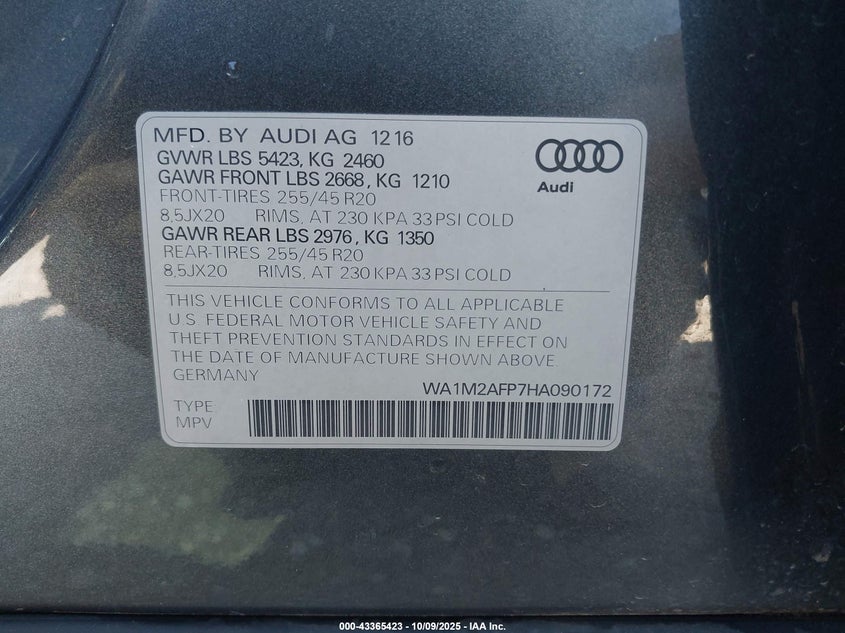 MFD. BY AUDI AG 12 16
GVWR LBS 5423, KG 2460
GAWR FRONT LBS 2668, KG 1210
FRONT-TIRES 255/45 R20
8,5JX20 RIMS, AT 230 KPA 33 PSI COLD
GAWR REAR LBS 2976, KG 1350
REAR-TIRES 255/45 R20
8,5JX20 RIMS, AT 230 KPA 33 PSI COLD
Audi
THIS VEHICLE CONFORMS TO ALL APPLICABLE
U.S. FEDERAL MOTOR VEHICLE SAFETY AND
THEFT PREVENTION STANDARDS IN EFFECT ON
THE DATE OF MANUFACTURE SHOWN ABOVE.
GERMANY
WA1M2AFP7HA090172
TYPE
MPV
000-43365423 - 10/09/2025 - IAA Inc.